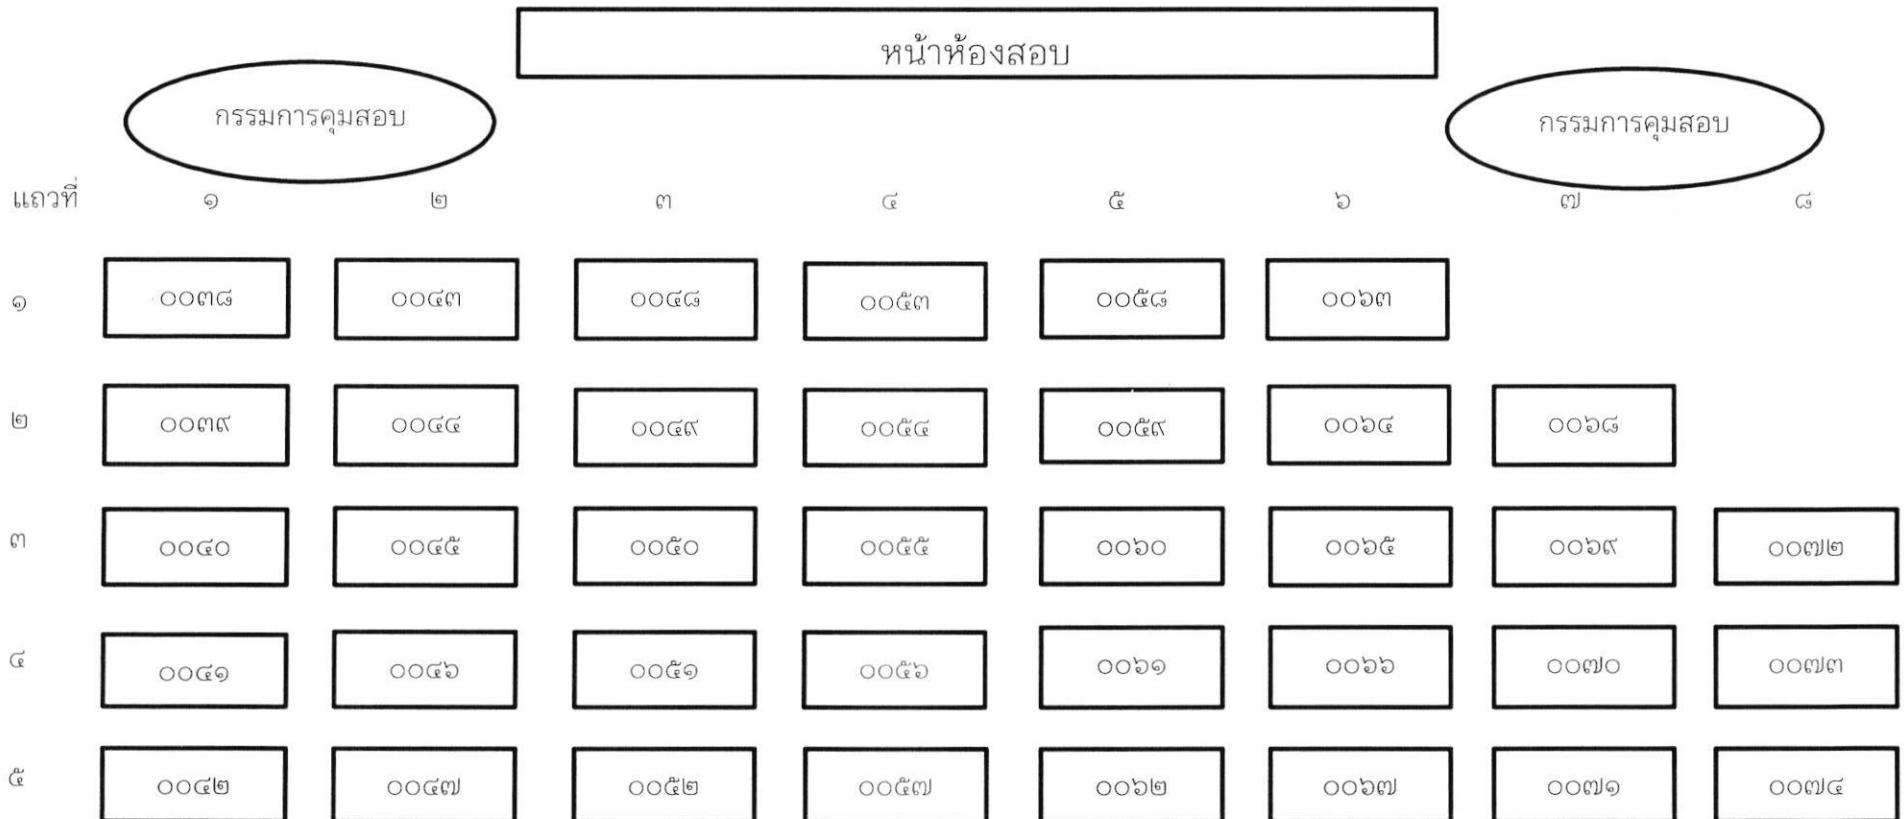 หน้าห้องสอบ
กรรมการคุมสอบ กรรมการคุมสอบ
แถวที่ ๑ ๒ ๓ ๔ ๕ ๖ ๗ ๘
๑ ๐๐๓๘ ๐๐๔๓ ๐๐๔๘ ๐๐๕๓ ๐๐๕๘ ๐๐๖๓
๒ ๐๐๓๙ ๐๐๔๔ ๐๐๔๙ ๐๐๕๔ ๐๐๕๙ ๐๐๖๔ ๐๐๖๘
๓ ๐๐๔๐ ๐๐๔๕ ๐๐๕๐ ๐๐๕๕ ๐๐๖๐ ๐๐๖๕ ๐๐๖๙ ๐๐๗๒
๔ ๐๐๔๑ ๐๐๔๖ ๐๐๕๑ ๐๐๕๖ ๐๐๖๑ ๐๐๖๖ ๐๐๗๐ ๐๐๗๓
๕ ๐๐๔๒ ๐๐๔๗ ๐๐๕๒ ๐๐๕๗ ๐๐๖๒ ๐๐๖๗ ๐๐๗๑ ๐๐๗๔